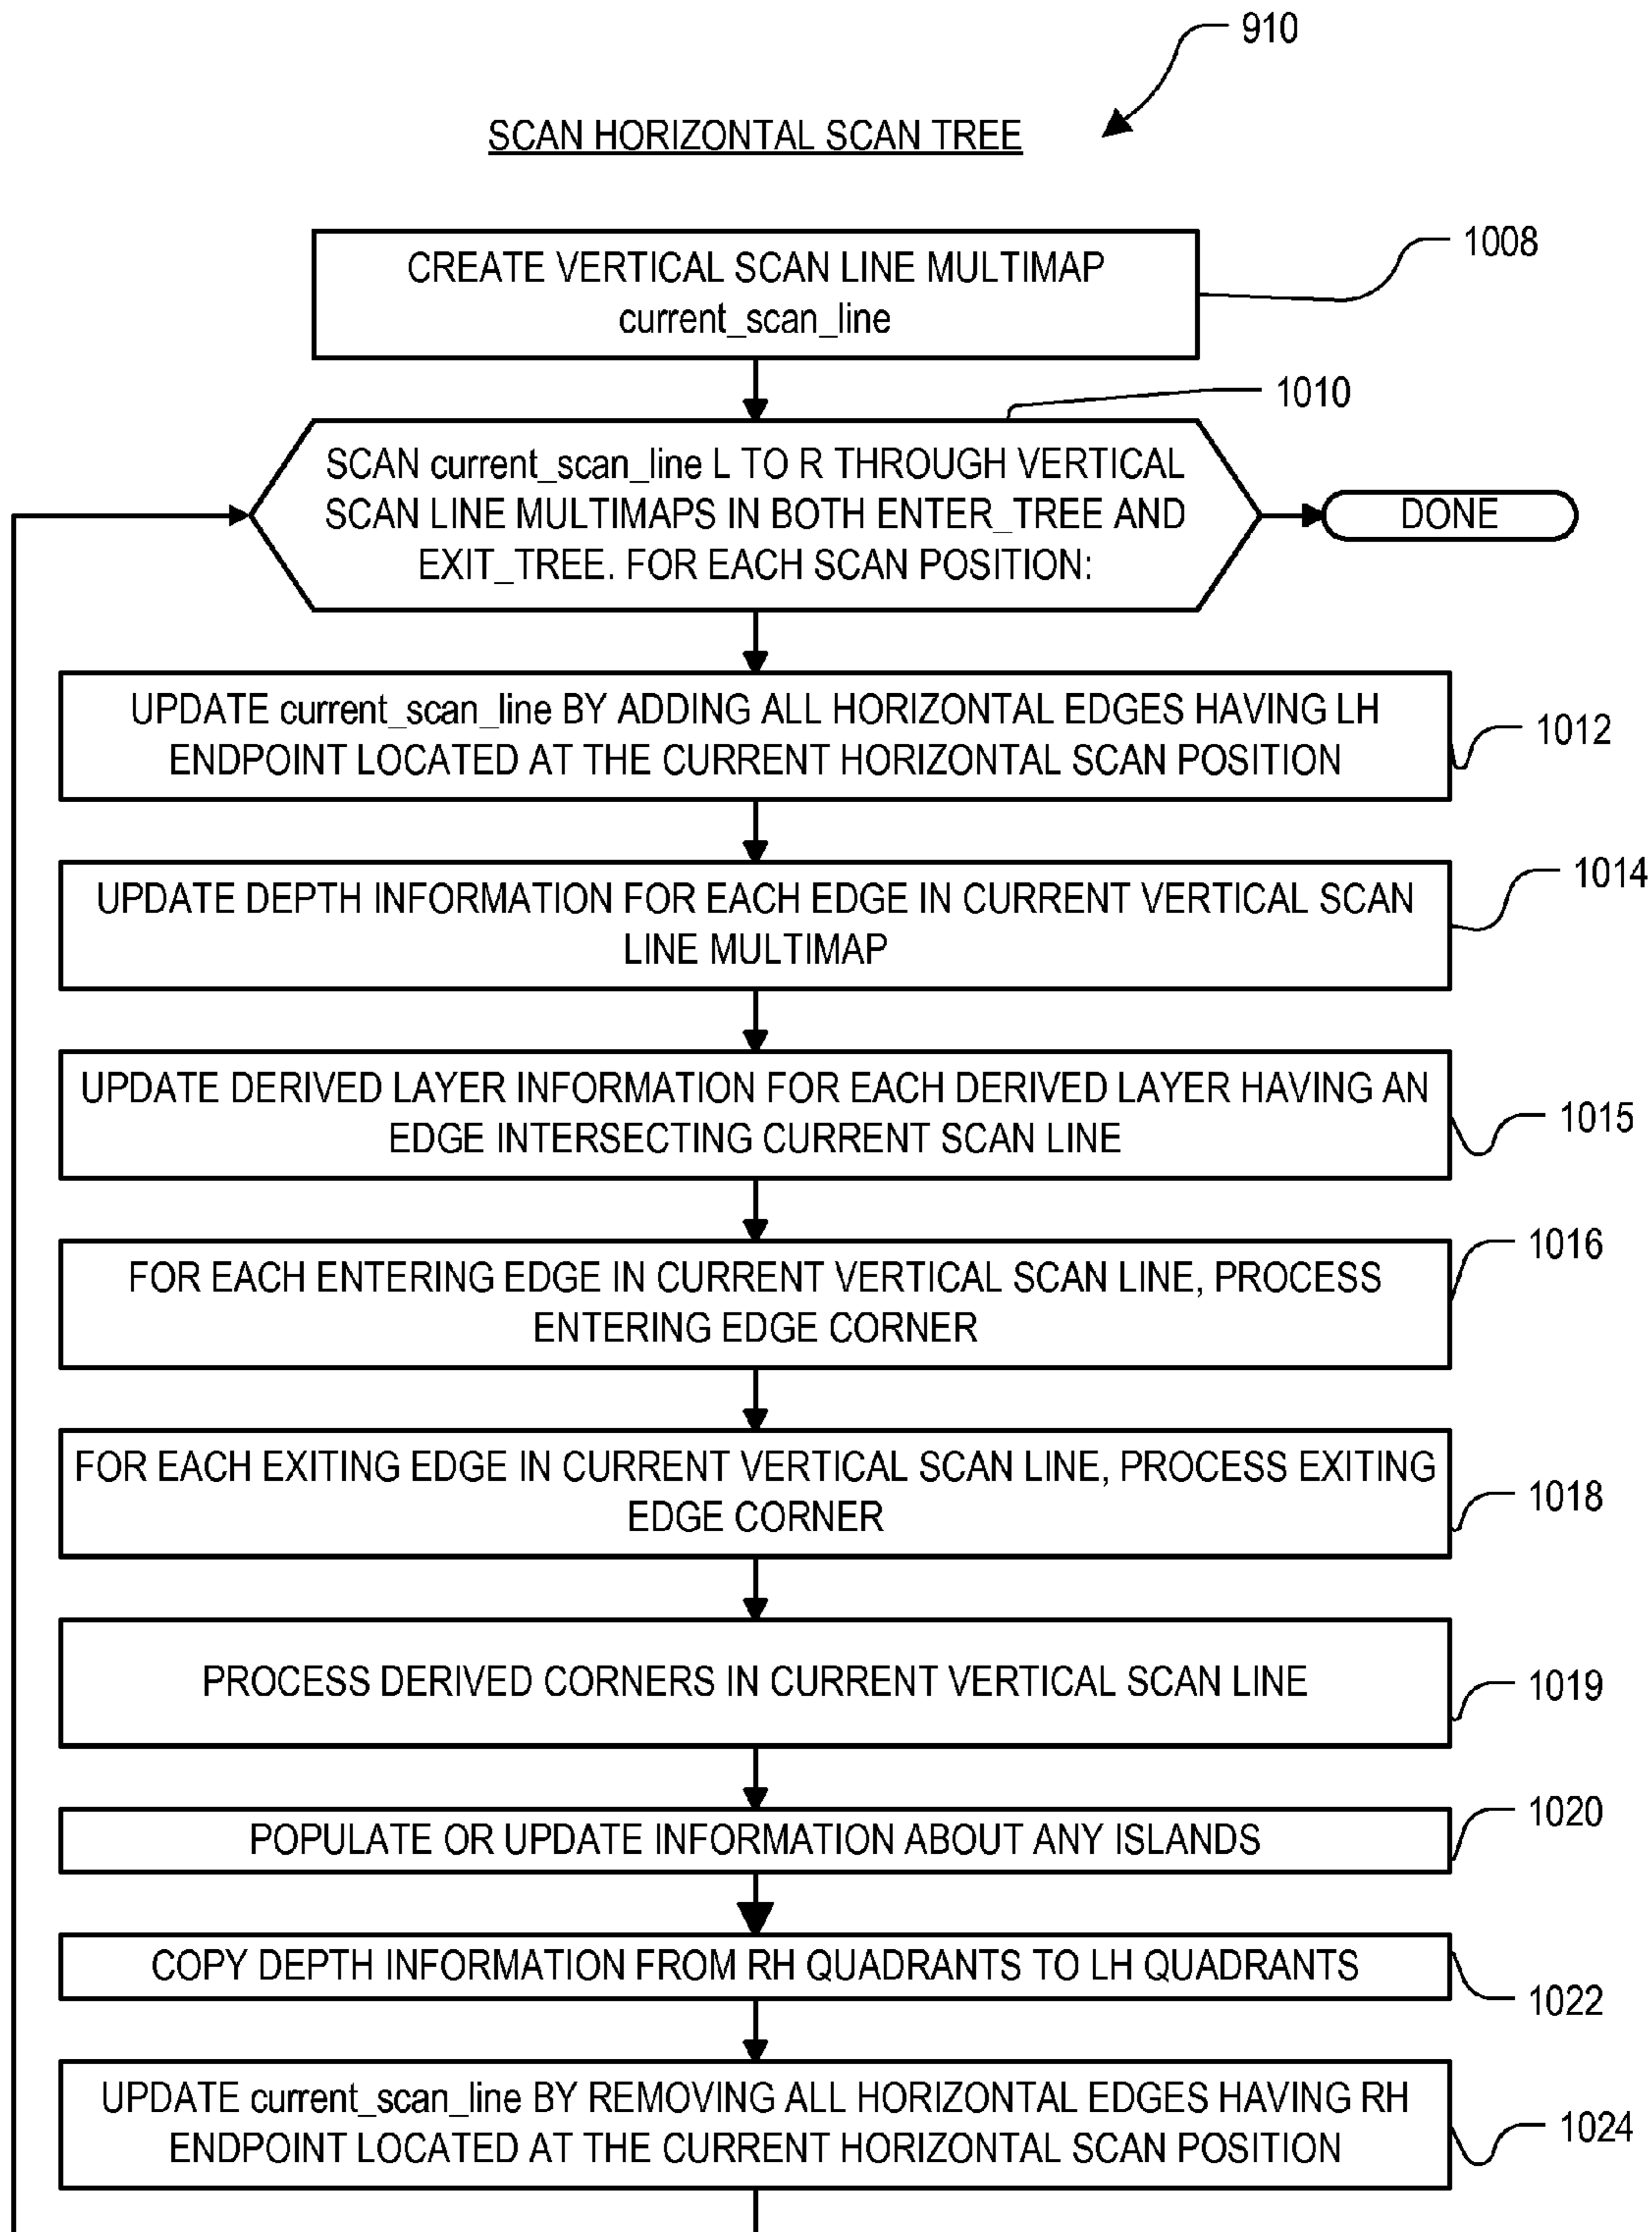 910
SCAN HORIZONTAL SCAN TREE
CREATE VERTICAL SCAN LINE MULTIMAP
current_scan_line
1008
1010
SCAN current_scan_line L TO R THROUGH VERTICAL
SCAN LINE MULTIMAPS IN BOTH ENTER_TREE AND
EXIT_TREE. FOR EACH SCAN POSITION:
DONE
UPDATE current_scan_line BY ADDING ALL HORIZONTAL EDGES HAVING LH
ENDPOINT LOCATED AT THE CURRENT HORIZONTAL SCAN POSITION
1012
UPDATE DEPTH INFORMATION FOR EACH EDGE IN CURRENT VERTICAL SCAN
LINE MULTIMAP
1014
UPDATE DERIVED LAYER INFORMATION FOR EACH DERIVED LAYER HAVING AN
EDGE INTERSECTING CURRENT SCAN LINE
1015
FOR EACH ENTERING EDGE IN CURRENT VERTICAL SCAN LINE, PROCESS
ENTERING EDGE CORNER
1016
FOR EACH EXITING EDGE IN CURRENT VERTICAL SCAN LINE, PROCESS EXITING
EDGE CORNER
1018
PROCESS DERIVED CORNERS IN CURRENT VERTICAL SCAN LINE
1019
POPULATE OR UPDATE INFORMATION ABOUT ANY ISLANDS
1020
COPY DEPTH INFORMATION FROM RH QUADRANTS TO LH QUADRANTS
1022
UPDATE current_scan_line BY REMOVING ALL HORIZONTAL EDGES HAVING RH
ENDPOINT LOCATED AT THE CURRENT HORIZONTAL SCAN POSITION
1024